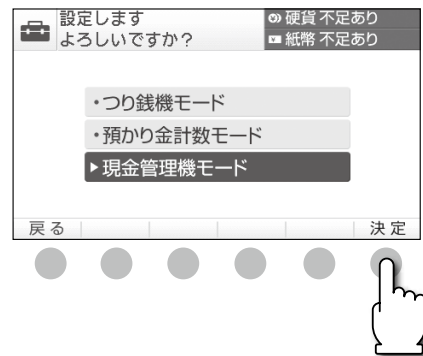 設定します
よろしいですか?
硬貨 不足あり
紙幣 不足あり
・つり銭機モード
・預かり金計数モード
▶現金管理機モード
戻る
決定